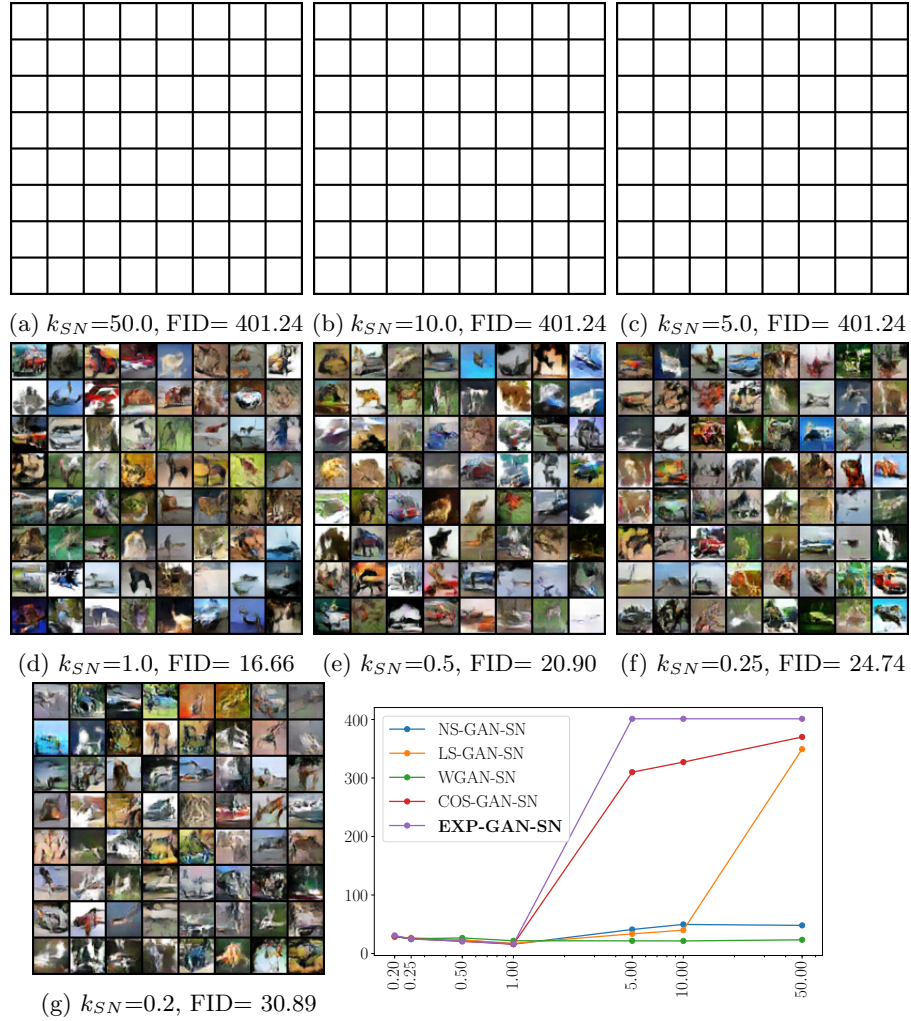 (a) k_SN=50.0, FID= 401.24 (b) k_SN=10.0, FID= 401.24 (c) k_SN=5.0, FID= 401.24
(d) k_SN=1.0, FID= 16.66 (e) k_SN=0.5, FID= 20.90 (f) k_SN=0.25, FID= 24.74
400
300
200
100
0
NS-GAN-SN
LS-GAN-SN
WGAN-SN
COS-GAN-SN
EXP-GAN-SN
0.20
0.25
0.50
1.00
5.00
10.00
50.00
(g) k_SN=0.2, FID= 30.89